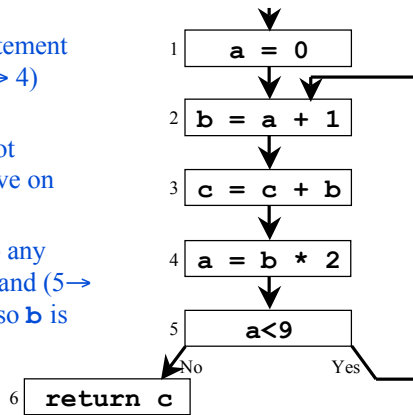 tement
→ 4)
ot
ve on
any
and (5→
so b is
1 a = 0
2 b = a + 1
3 c = c + b
4 a = b * 2
5 a<9
No Yes
6 return c